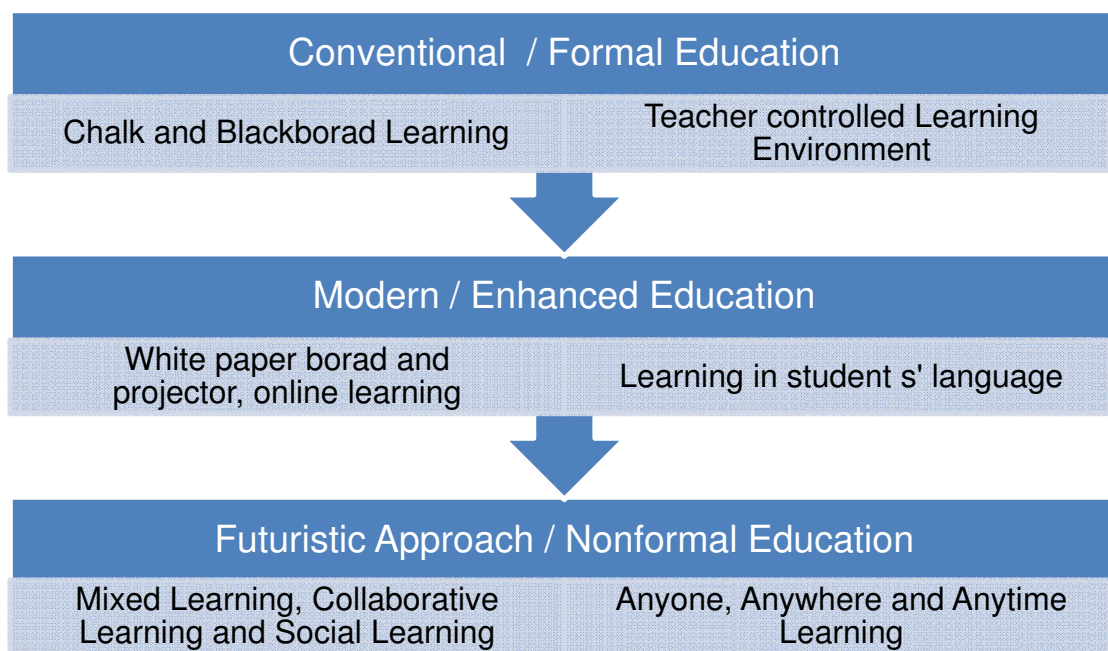 Conventional / Formal Education
Chalk and Blackborad Learning
Teacher controlled Learning
Environment
Modern / Enhanced Education
White paper borad and
projector, online learning
Learning in student s' language
Futuristic Approach / Nonformal Education
Mixed Learning, Collaborative
Learning and Social Learning
Anyone, Anywhere and Anytime
Learning